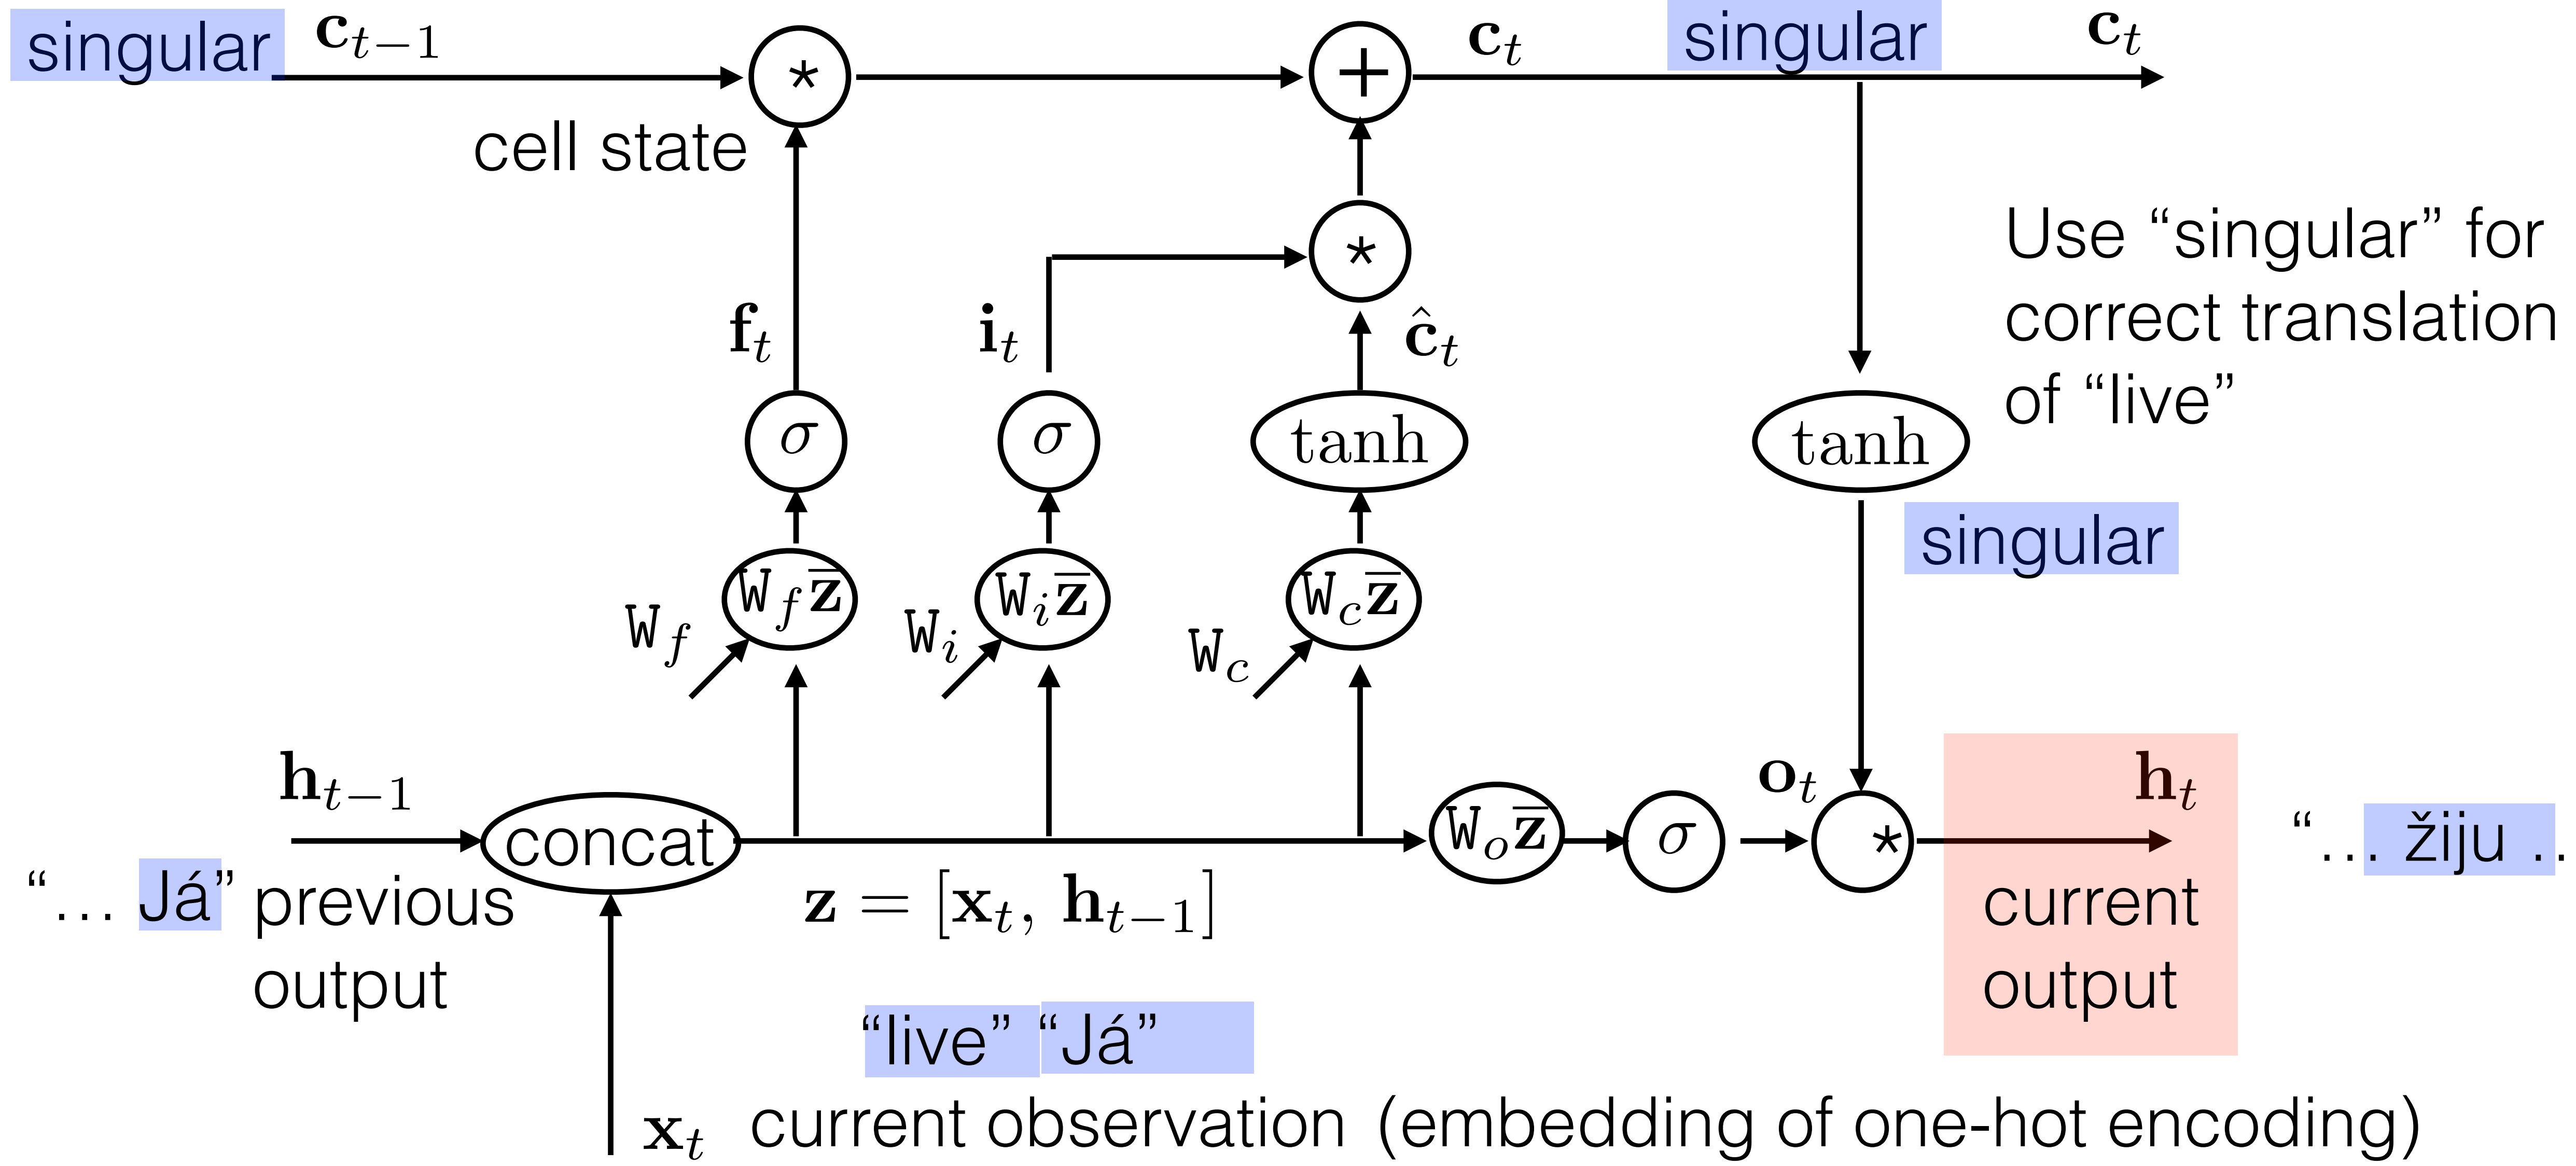 singular
c_{t−1}
*
+
c_t
singular
c_t
cell state
*
Use “singular” for
correct translation
of “live”
f_t
i_t
ĉ_t
σ
σ
tanh
tanh
singular
W_f
W_f z̅
W_i
W_i z̅
W_c
W_c z̅
h_{t−1}
concat
W_o z̅
σ
o_t
*
h_t
“... Já”
previous
output
z = [x_t, h_{t−1}]
current
output
“... žiju ..
“live” “Já”
x_t
current observation (embedding of one-hot encoding)